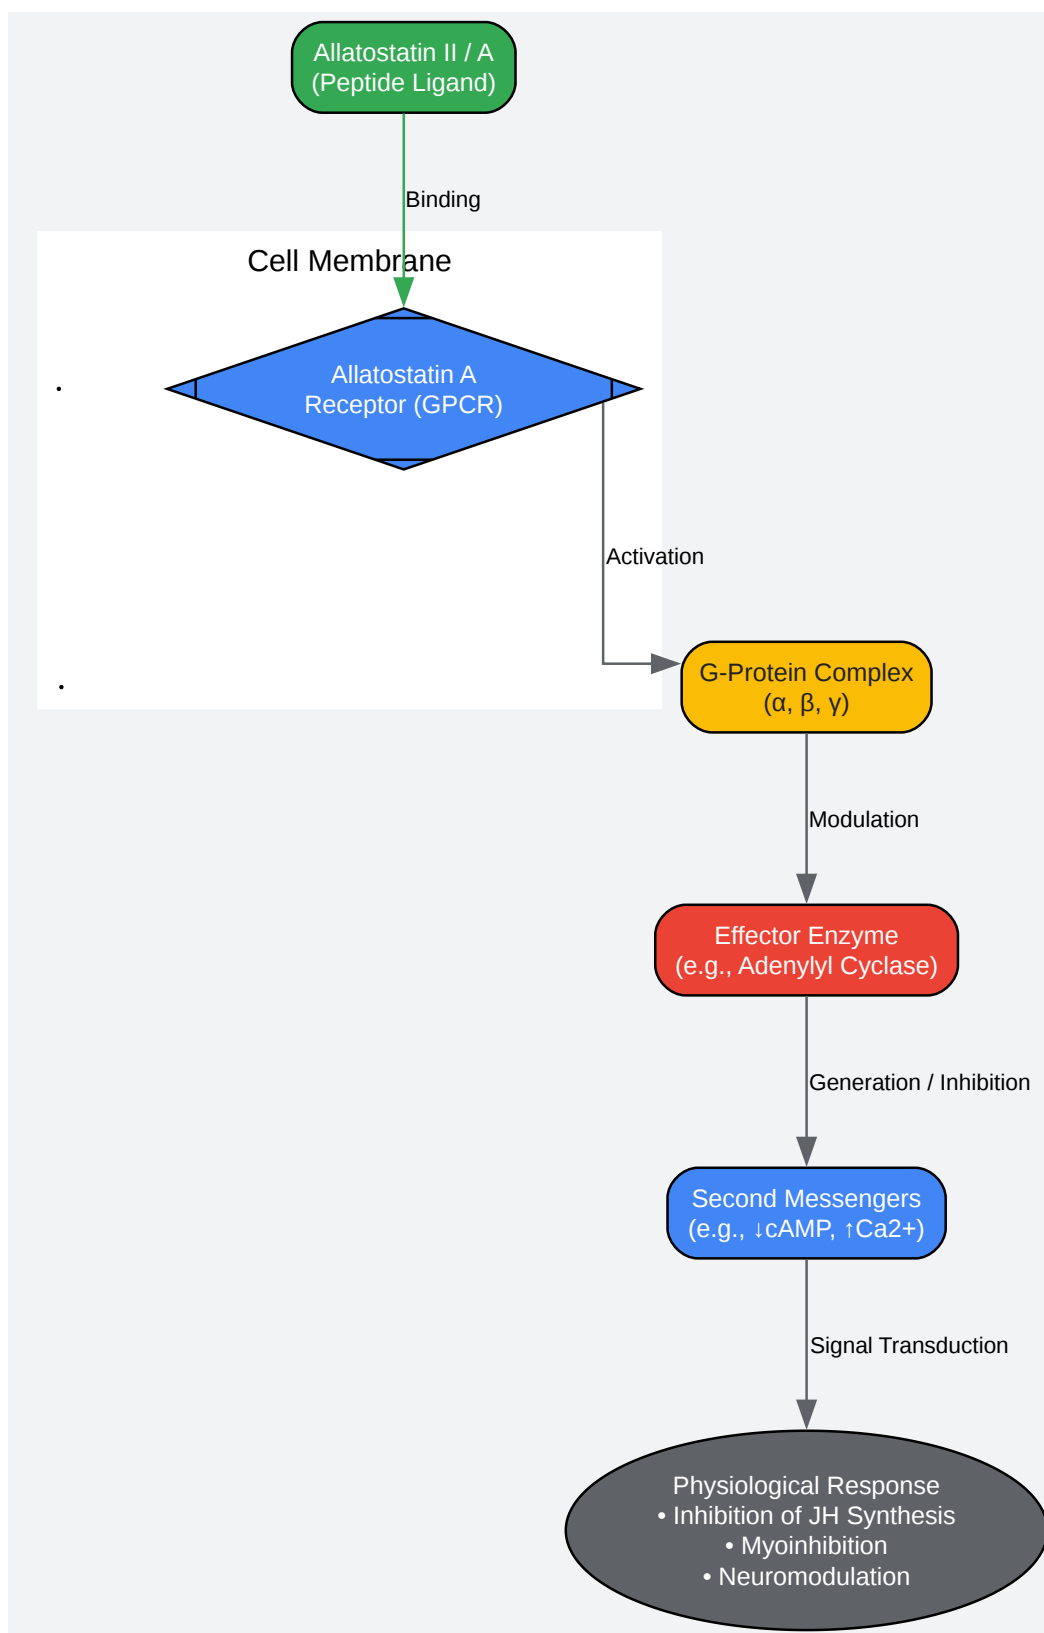 Allatostatin II / A
(Peptide Ligand)
Binding
Cell Membrane
Allatostatin A
Receptor (GPCR)
Activation
G-Protein Complex
(α, β, γ)
Modulation
Effector Enzyme
(e.g., Adenylyl Cyclase)
Generation / Inhibition
Second Messengers
(e.g., ↓cAMP, ↑Ca2+)
Signal Transduction
Physiological Response
• Inhibition of JH Synthesis
• Myoinhibition
• Neuromodulation